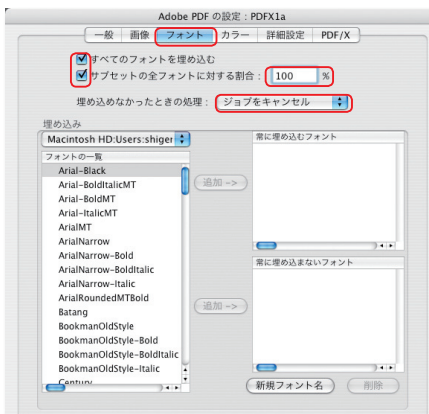 Adobe PDF の設定：PDFX1a
一般 画像 フォント カラー 詳細設定 PDF/X
すべてのフォントを埋め込む
サブセットの全フォントに対する割合： 100 %
埋め込めなかったときの処理： ジョブをキャンセル
埋め込み
Macintosh HD:Users:shiger
フォントの一覧
Arial-Black
Arial-BoldItalicMT
Arial-BoldMT
Arial-ItalicMT
ArialMT
ArialNarrow
ArialNarrow-Bold
ArialNarrow-BoldItalic
ArialNarrow-Italic
ArialRoundedMTBold
Batang
BookmanOldStyle
BookmanOldStyle-Bold
BookmanOldStyle-BoldItalic
BookmanOldStyle-Italic
Century
追加 ->
追加 ->
常に埋め込むフォント
常に埋め込まないフォント
新規フォント名 削除